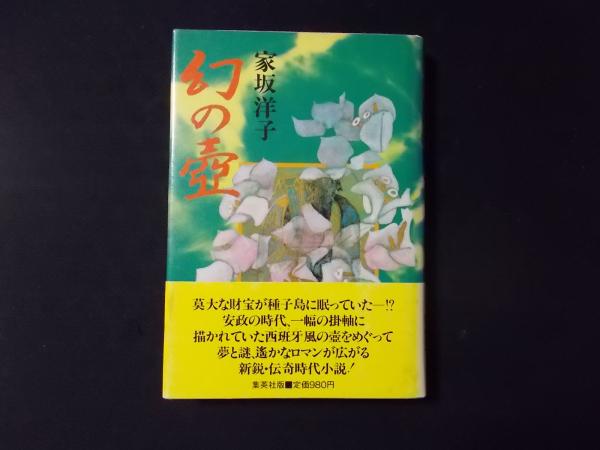 家坂洋子
幻の壺
莫大な財宝が種子島に眠っていた―!?
安政の時代、一幅の掛軸に
描かれていた西班牙風の壺をめぐって
夢と謎、遙かなロマンが広がる
新鋭・伝奇時代小説!
集英社版■定価980円